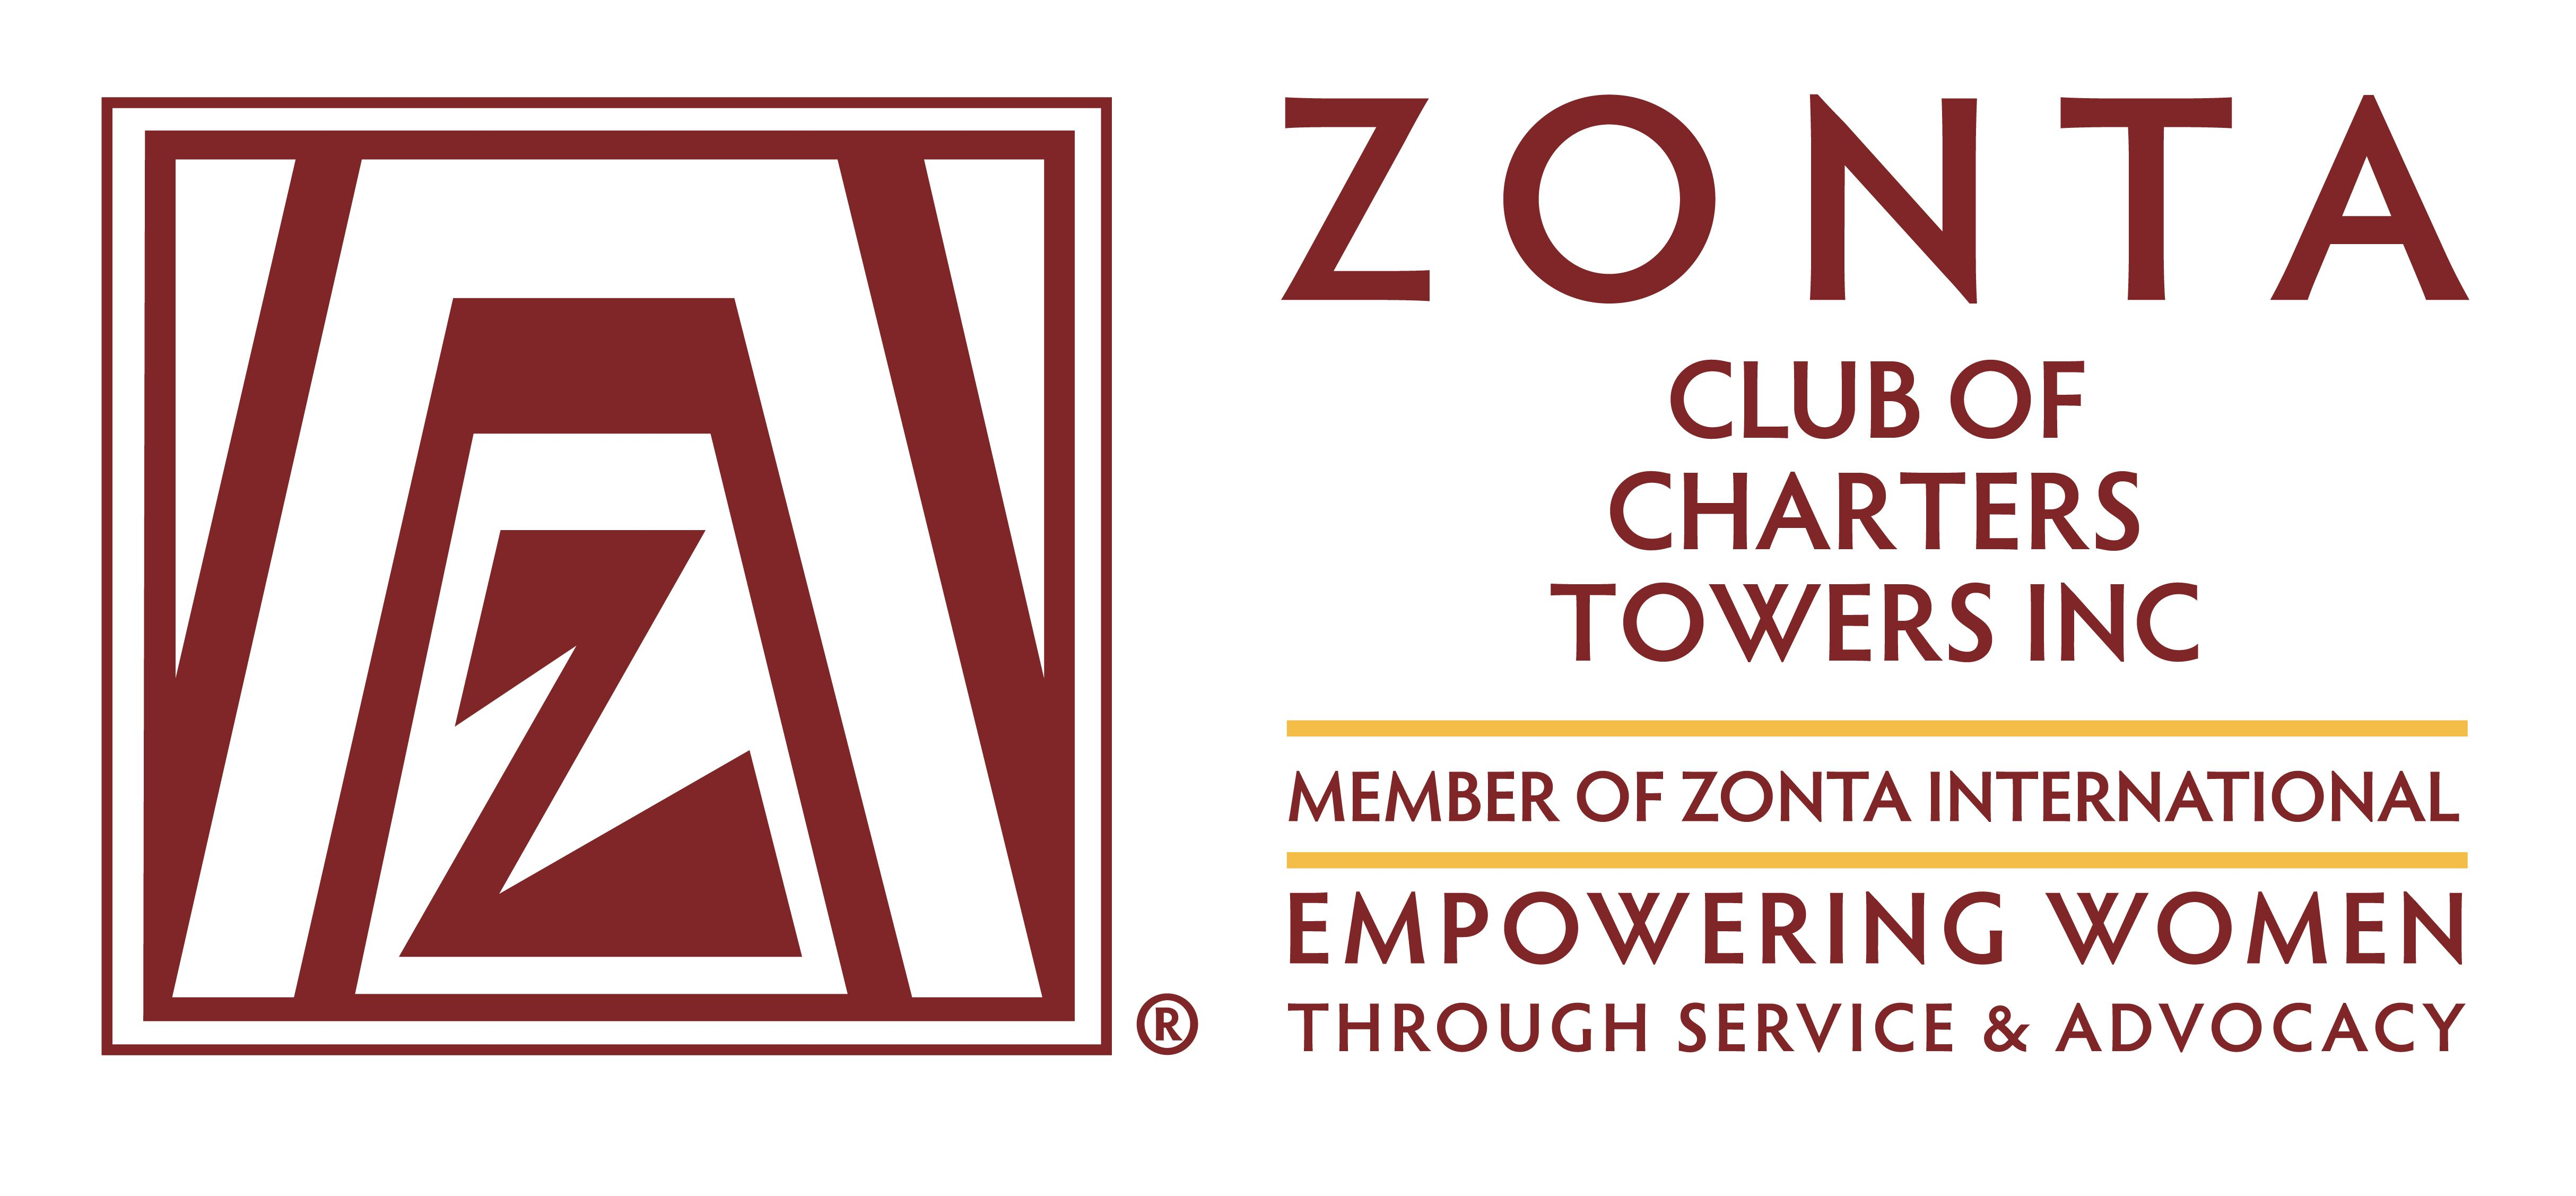 ZONTA
CLUB OF
CHARTERS
TOWERS INC
MEMBER OF ZONTA INTERNATIONAL
EMPOWERING WOMEN
THROUGH SERVICE & ADVOCACY
Z
®